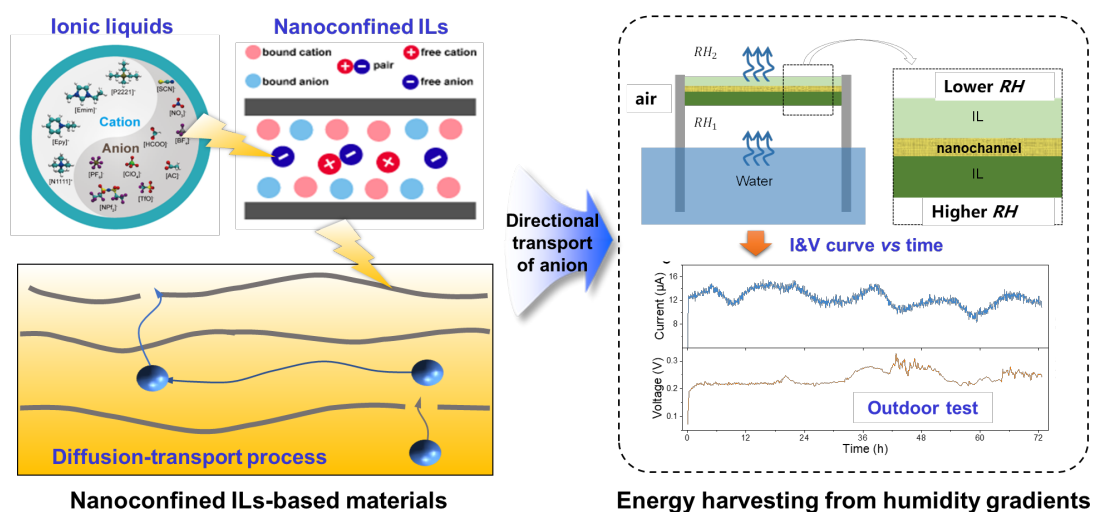 Ionic liquids
[P2221]⁺
[SCN]⁻
[Emim]⁺
[NO₃]⁻
Cation
[Epy]⁺
[HCOO]⁻
[BF₄]⁻
Anion
[N1111]⁺
[PF₆]⁻
[ClO₄]⁻
[AC]⁻
[TfO]⁻
[NPf₂]⁻
Nanoconfined ILs
bound cation
free cation
pair
bound anion
free anion
Diffusion-transport process
Nanoconfined ILs-based materials
Directional
transport
of anion
RH₂
air
RH₁
Water
Lower RH
IL
nanochannel
IL
Higher RH
I&V curve vs time
Current (μA)
16
12
8
Voltage (V)
0.3
0.2
0.1
Outdoor test
0 12 24 36 48 60 72
Time (h)
Energy harvesting from humidity gradients